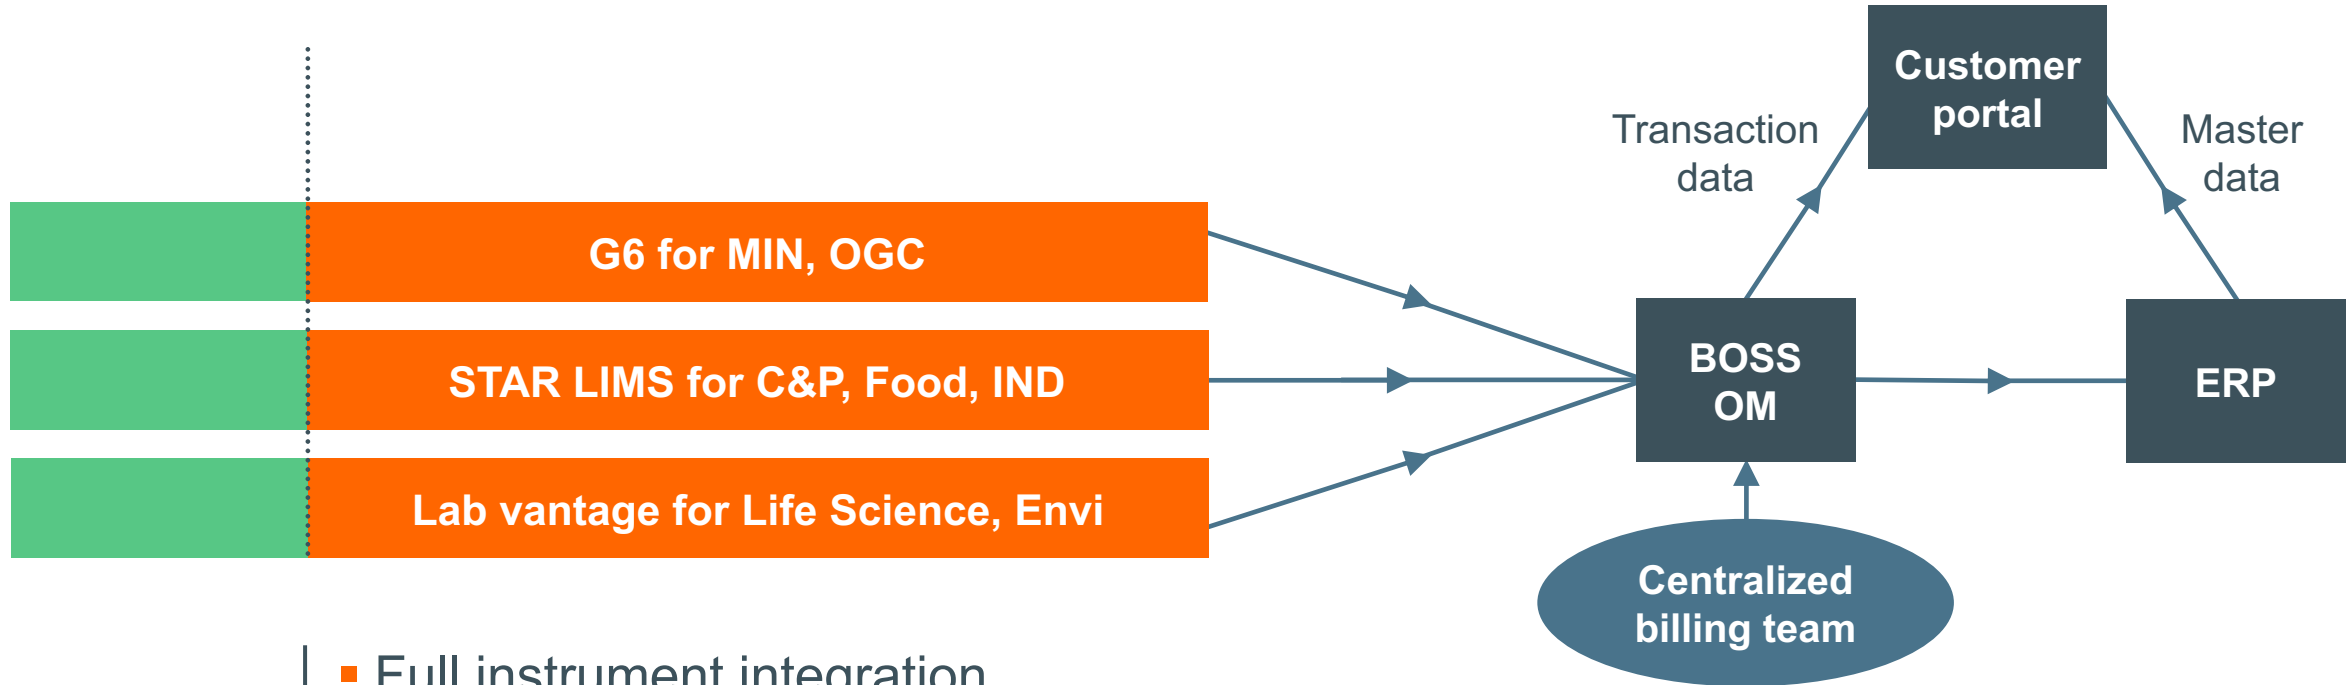 Customer
portal
Transaction
data
Master
data
G6 for MIN, OGC
STAR LIMS for C&P, Food, IND
BOSS
OM
ERP
Lab vantage for Life Science, Envi
Centralized
billing team
Full instrument integration